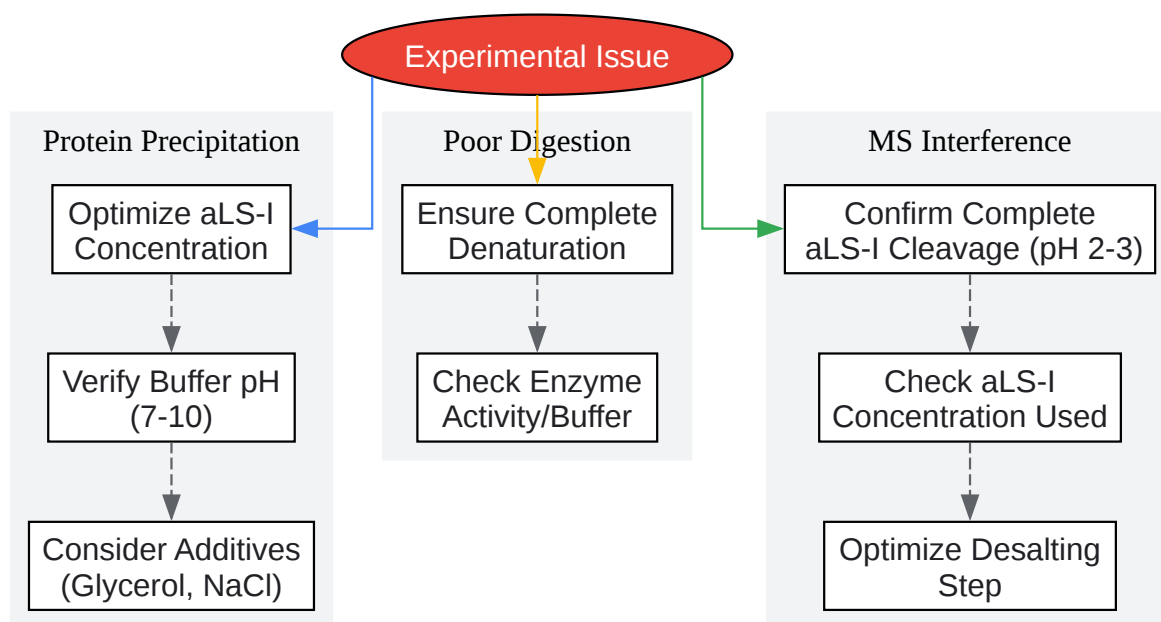 Experimental Issue
Protein Precipitation
Optimize aLS-I
Concentration
Verify Buffer pH
(7-10)
Consider Additives
(Glycerol, NaCl)
Poor Digestion
Ensure Complete
Denaturation
Check Enzyme
Activity/Buffer
MS Interference
Confirm Complete
aLS-I Cleavage (pH 2-3)
Check aLS-I
Concentration Used
Optimize Desalting
Step